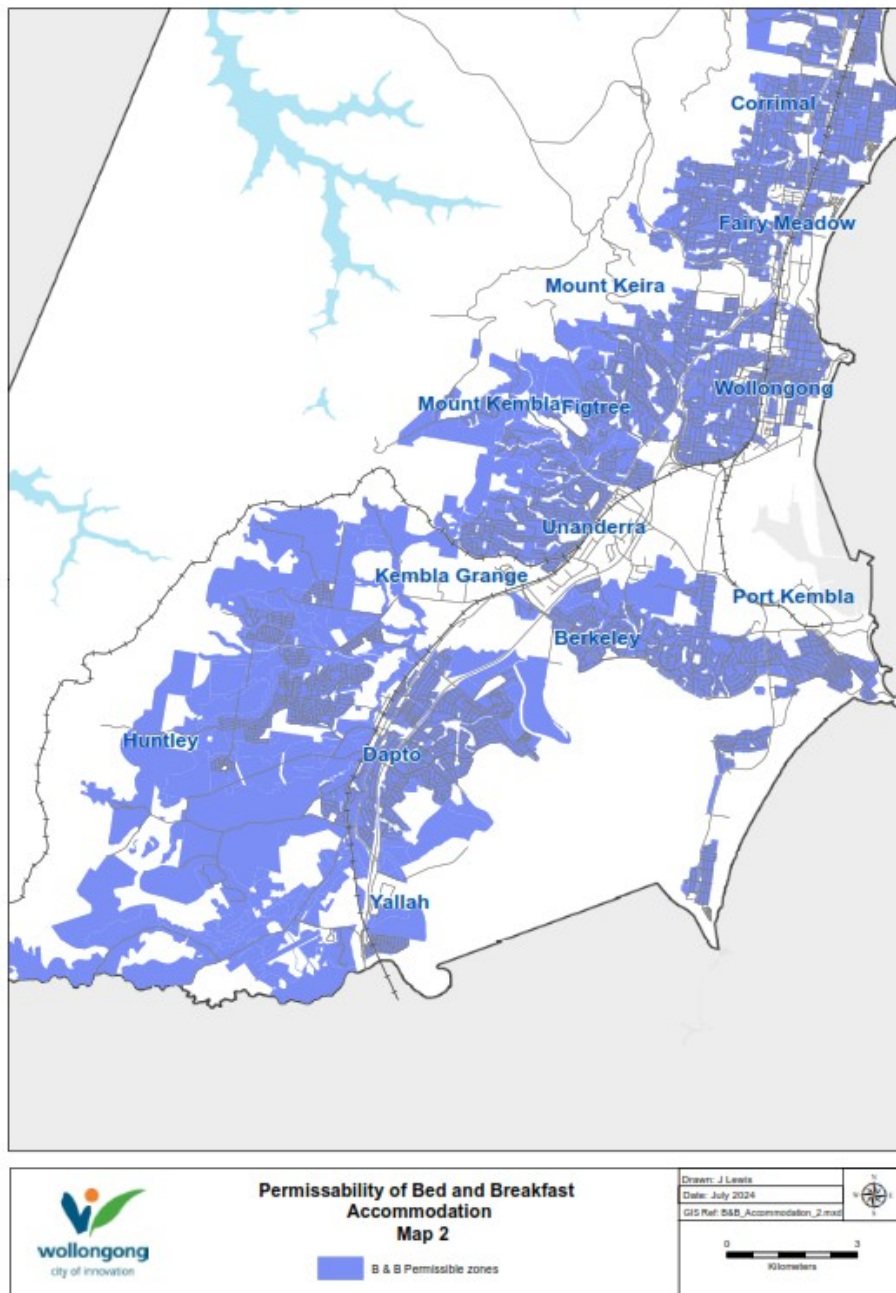 Corrimal
Fairy Meadow
Mount Keira
Wollongong
Mount Kembla
Figtree
Unanderra
Kembla Grange
Port Kembla
Berkeley
Huntley
Dapto
Yallah
wollongong
city of innovation
Permissability of Bed and Breakfast
Accommodation
Map 2
B & B Permissible zones
Drawn: J Lewis
Date: July 2024
GIS Ref: B&B_Accommodation_2.mxd
N
W
E
S
0 3
Kilometers